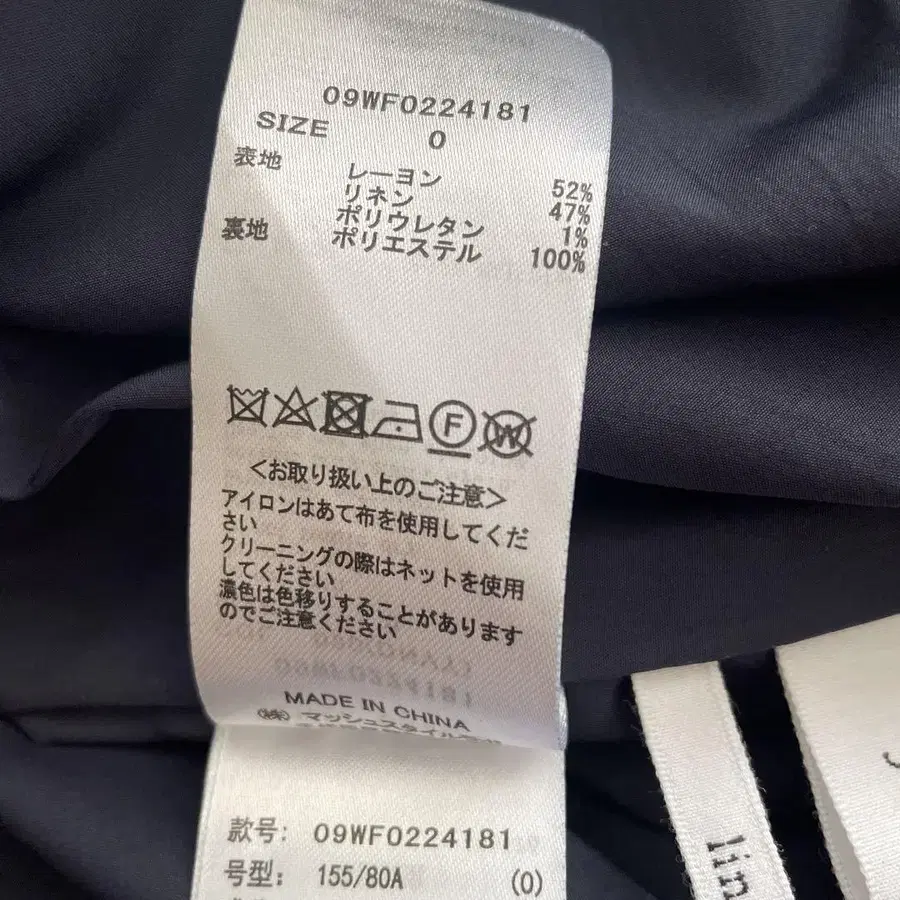 09WF0224181
SIZE 0
表地 レーヨン 52%
リネン 47%
ポリウレタン 1%
裏地 ポリエステル 100%
F
W
<お取り扱い上のご注意>
アイロンはあて布を使用してくだ
さい
クリーニングの際はネットを使用
してください
濃色は色移りすることがあります
のでご注意ください
MADE IN CHINA
㈱マッシュスタイル
款号: 09WF0224181
号型: 155/80A (0)
lin